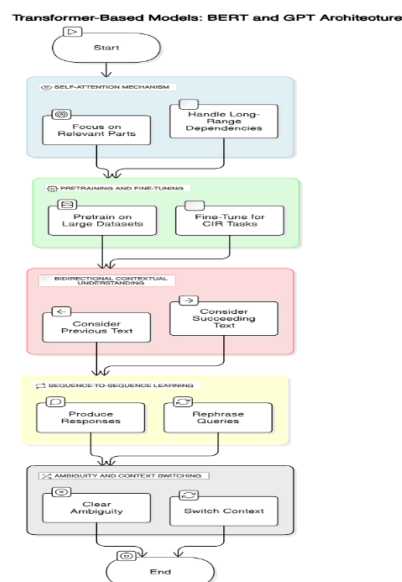 Transformer-Based Models: BERT and GPT Architecture
Start
SELF-ATTENTION MECHANISM
Focus on
Relevant Parts
Handle Long-
Range
Dependencies
PRETRAINING AND FINE-TUNING
Pretrain on
Large Datasets
Fine-Tune for
CIR Tasks
BIDIRECTIONAL CONTEXTUAL
UNDERSTANDING
Consider
Previous Text
Consider
Succeeding
Text
SEQUENCE-TO-SEQUENCE LEARNING
Produce
Responses
Rephrase
Queries
AMBIGUITY AND CONTEXT SWITCHING
Clear
Ambiguity
Switch Context
End